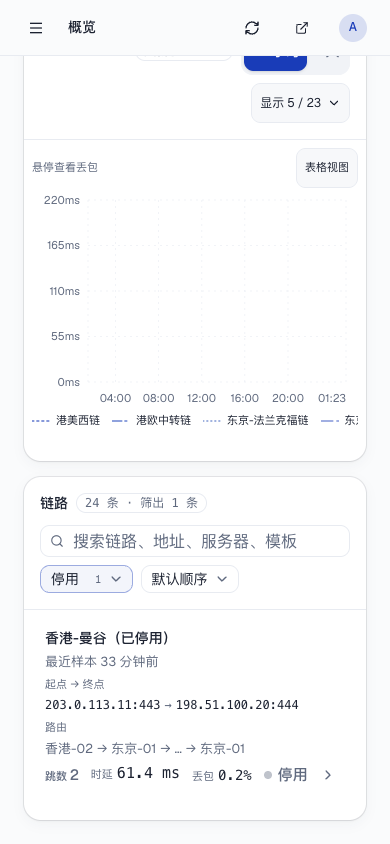 概览
A
显示 5 / 23
悬停查看丢包
表格视图
220ms
165ms
110ms
55ms
0ms
04:00 08:00 12:00 16:00 20:00 01:23
港美西链 港欧中转链 东京-法兰克福链
链路 24 条 · 筛出 1 条
搜索链路、地址、服务器、模板
停用 1 默认顺序
香港-曼谷（已停用）
最近样本 33 分钟前
起点 → 终点
203.0.113.11:443 → 198.51.100.20:444
路由
香港-02 → 东京-01 → … → 东京-01
跳数 2 时延 61.4 ms 丢包 0.2% 停用